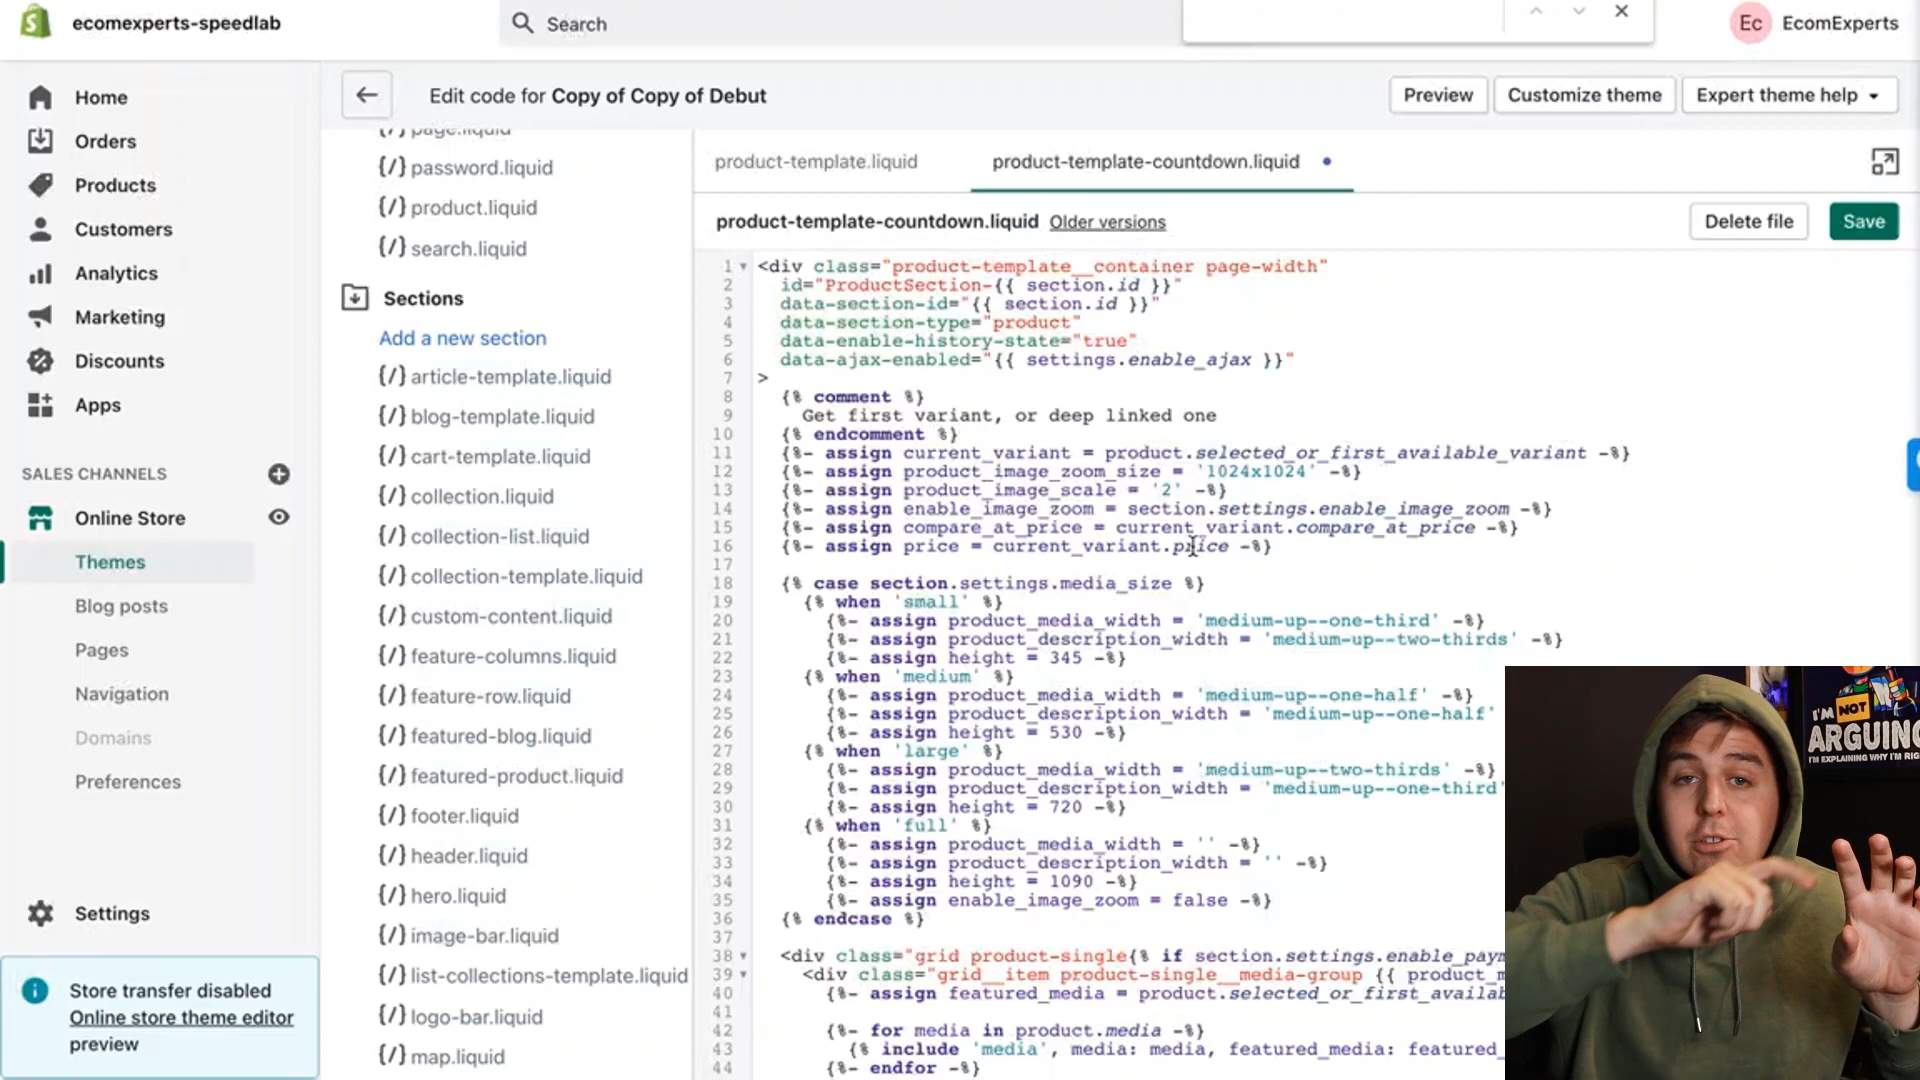 ecomexperts-speedlab
Search
Ec
EcomExperts
Home
Orders
Products
Customers
Analytics
Marketing
Discounts
Apps
SALES CHANNELS
Online Store
Themes
Blog posts
Pages
Navigation
Domains
Preferences
Settings
Store transfer disabled
Online store theme editor
preview
Edit code for Copy of Copy of Debut
Preview
Customize theme
Expert theme help
{/} page.liquid
{/} password.liquid
{/} product.liquid
{/} search.liquid
Sections
Add a new section
{/} article-template.liquid
{/} blog-template.liquid
{/} cart-template.liquid
{/} collection.liquid
{/} collection-list.liquid
{/} collection-template.liquid
{/} custom-content.liquid
{/} feature-columns.liquid
{/} feature-row.liquid
{/} featured-blog.liquid
{/} featured-product.liquid
{/} footer.liquid
{/} header.liquid
{/} hero.liquid
{/} image-bar.liquid
{/} list-collections-template.liquid
{/} logo-bar.liquid
{/} map.liquid
product-template.liquid
product-template-countdown.liquid
product-template-countdown.liquid Older versions
Delete file
Save
1 <div class="product-template__container page-width"
2 id="ProductSection-{{ section.id }}"
3 data-section-id="{{ section.id }}"
4 data-section-type="product"
5 data-enable-history-state="true"
6 data-ajax-enabled="{{ settings.enable_ajax }}"
7 >
8 {% comment %}
9 Get first variant, or deep linked one
10 {% endcomment %}
11 {%- assign current_variant = product.selected_or_first_available_variant -%}
12 {%- assign product_image_zoom_size = '1024x1024' -%}
13 {%- assign product_image_scale = '2' -%}
14 {%- assign enable_image_zoom = section.settings.enable_image_zoom -%}
15 {%- assign compare_at_price = current_variant.compare_at_price -%}
16 {%- assign price = current_variant.price -%}
17
18 {% case section.settings.media_size %}
19 {% when 'small' %}
20 {%- assign product_media_width = 'medium-up--one-third' -%}
21 {%- assign product_description_width = 'medium-up--two-thirds' -%}
22 {%- assign height = 345 -%}
23 {% when 'medium' %}
24 {%- assign product_media_width = 'medium-up--one-half' -%}
25 {%- assign product_description_width = 'medium-up--one-half'
26 {%- assign height = 530 -%}
27 {% when 'large' %}
28 {%- assign product_media_width = 'medium-up--two-thirds' -%}
29 {%- assign product_description_width = 'medium-up--one-third'
30 {%- assign height = 720 -%}
31 {% when 'full' %}
32 {%- assign product_media_width = '' -%}
33 {%- assign product_description_width = '' -%}
34 {%- assign height = 1090 -%}
35 {%- assign enable_image_zoom = false -%}
36 {% endcase %}
37
38 <div class="grid product-single{% if section.settings.enable_paym
39 <div class="grid__item product-single__media-group {{ product_m
40 {%- assign featured_media = product.selected_or_first_availab
41
42 {%- for media in product.media -%}
43 {% include 'media', media: media, featured_media: featured_
44 {%- endfor -%}
I'M NOT
ARGUING
I'M EXPLAINING WHY I'M RIG